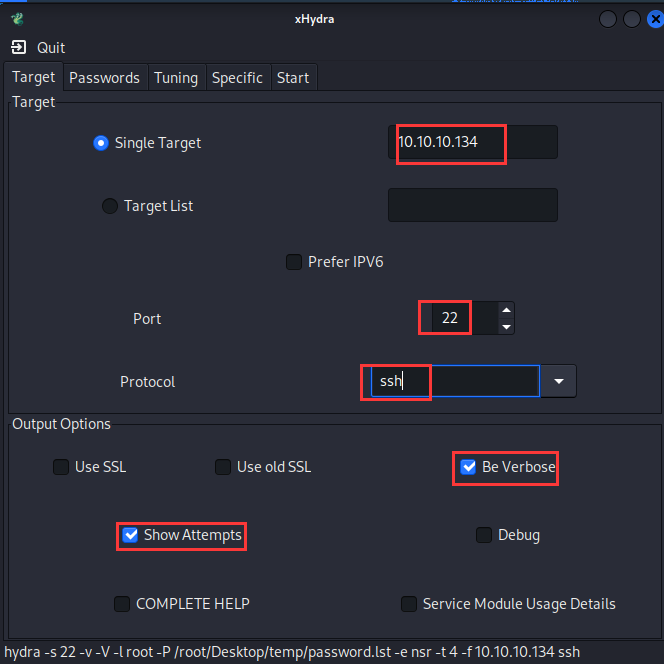 xHydra
Quit
Target Passwords Tuning Specific Start
Target
Single Target 10.10.10.134
Target List
Prefer IPV6
Port 22
Protocol ssh
Output Options
Use SSL Use old SSL Be Verbose
Show Attempts Debug
COMPLETE HELP Service Module Usage Details
hydra -s 22 -v -V -l root -P /root/Desktop/temp/password.lst -e nsr -t 4 -f 10.10.10.134 ssh